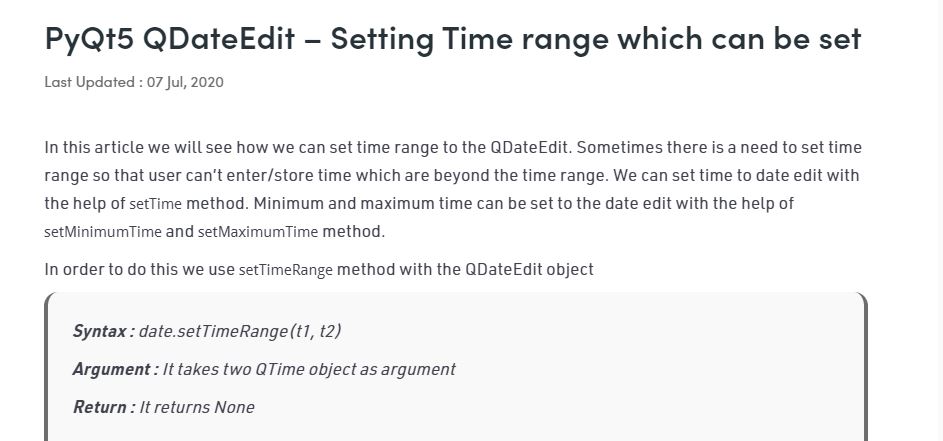 PyQt5 QDateEdit – Setting Time range which can be set
Last Updated : 07 Jul, 2020
In this article we will see how we can set time range to the QDateEdit. Sometimes there is a need to set time
range so that user can't enter/store time which are beyond the time range. We can set time to date edit with
the help of setTime method. Minimum and maximum time can be set to the date edit with the help of
setMinimumTime and setMaximumTime method.
In order to do this we use setTimeRange method with the QDateEdit object
Syntax : date.setTimeRange(t1, t2)
Argument : It takes two QTime object as argument
Return : It returns None